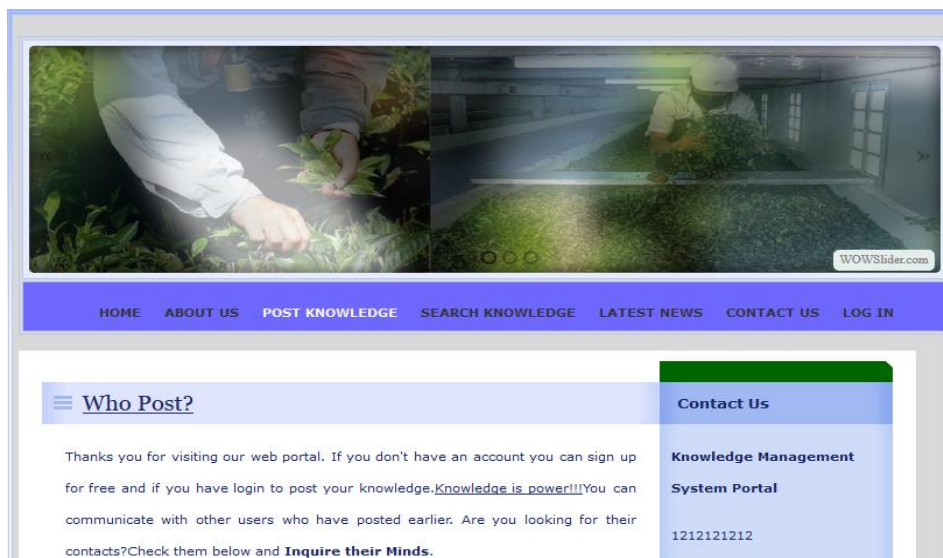 WOWSlider.com
HOME ABOUT US POST KNOWLEDGE SEARCH KNOWLEDGE LATEST NEWS CONTACT US LOG IN
Who Post?
Thanks you for visiting our web portal. If you don't have an account you can sign up
for free and if you have login to post your knowledge.Knowledge is power!!!You can
communicate with other users who have posted earlier. Are you looking for their
contacts?Check them below and Inquire their Minds.
Contact Us
Knowledge Management
System Portal
1212121212